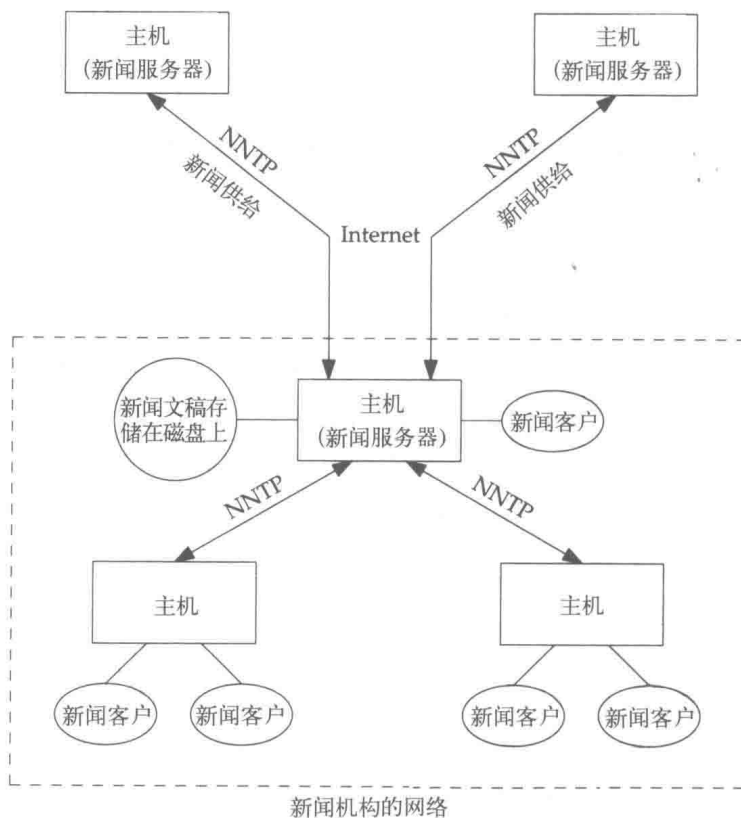 主机
(新闻服务器)
主机
(新闻服务器)
NNTP
新闻供给
NNTP
新闻供给
Internet
新闻文稿存
储在磁盘上
主机
(新闻服务器)
新闻客户
NNTP
NNTP
主机
主机
新闻客户
新闻客户
新闻客户
新闻客户
新闻机构的网络